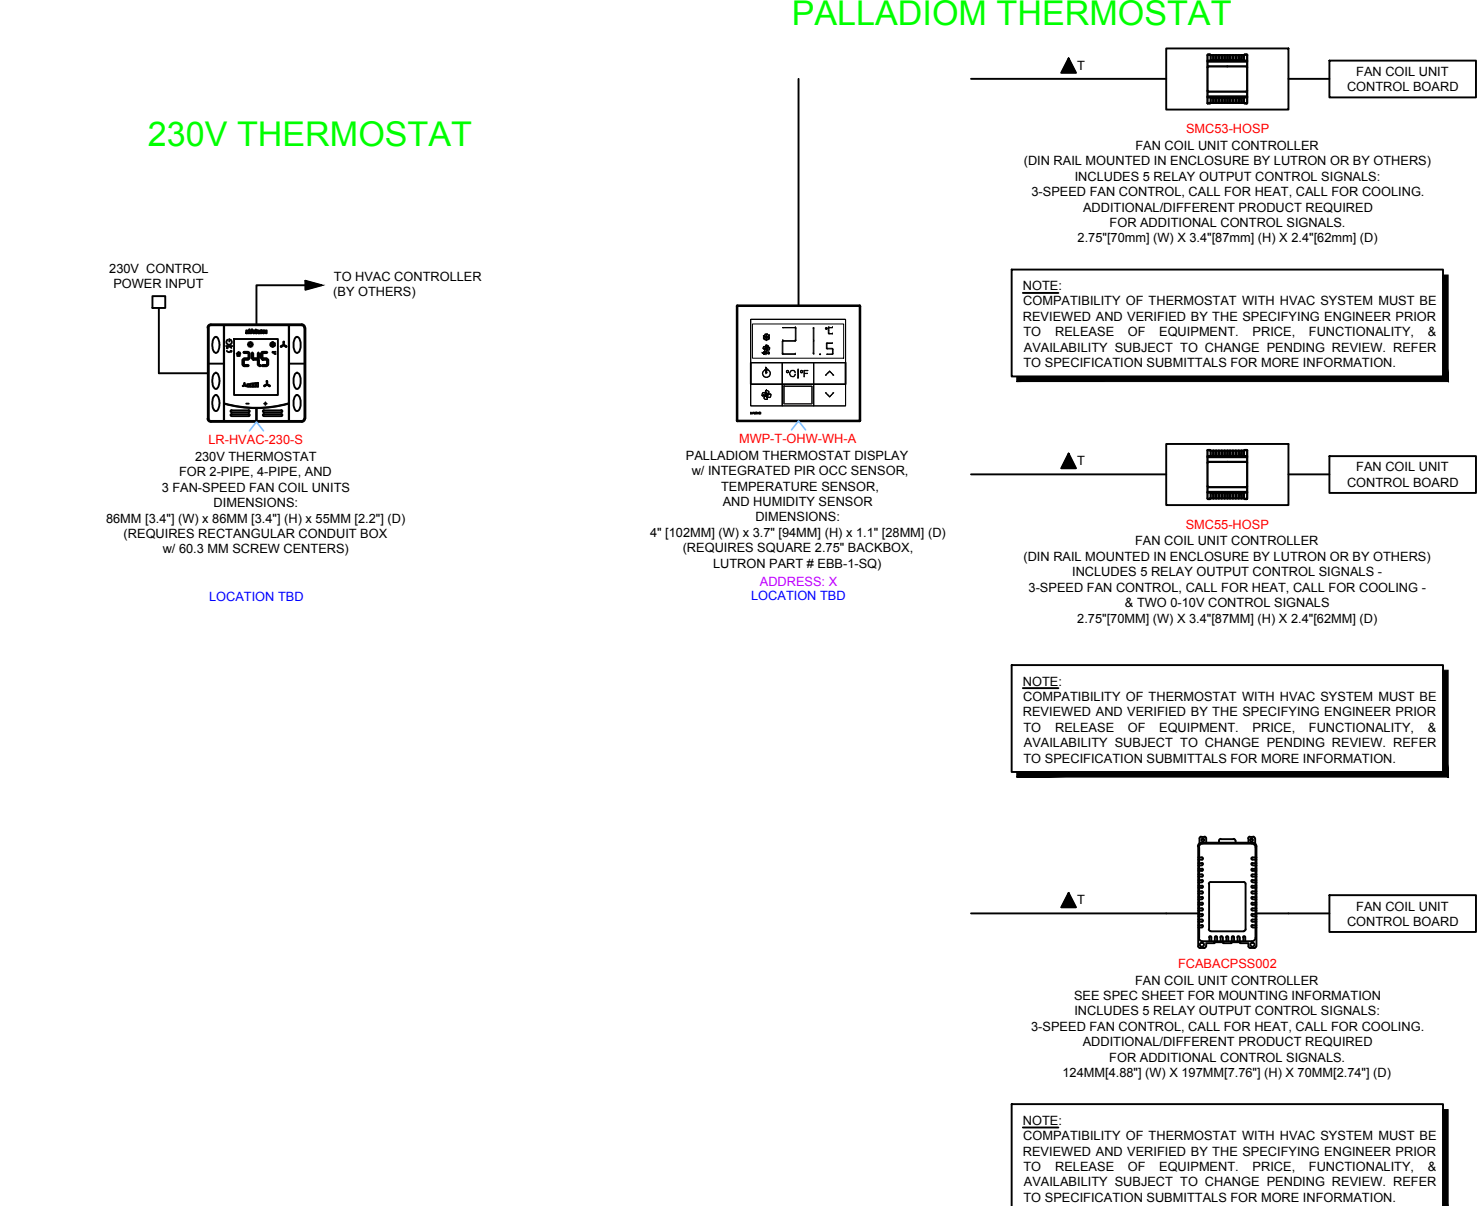 PALLADIOM THERMOSTAT
230V THERMOSTAT
230V CONTROL
POWER INPUT
TO HVAC CONTROLLER
(BY OTHERS)
24.5
LR-HVAC-230-S
230V THERMOSTAT
FOR 2-PIPE, 4-PIPE, AND
3 FAN-SPEED FAN COIL UNITS
DIMENSIONS:
86MM [3.4"] (W) x 86MM [3.4"] (H) x 55MM [2.2"] (D)
(REQUIRES RECTANGULAR CONDUIT BOX
w/ 60.3 MM SCREW CENTERS)
LOCATION TBD
21.5
°C
°C|°F
MWP-T-OHW-WH-A
PALLADIOM THERMOSTAT DISPLAY
w/ INTEGRATED PIR OCC SENSOR,
TEMPERATURE SENSOR,
AND HUMIDITY SENSOR
DIMENSIONS:
4" [102MM] (W) x 3.7" [94MM] (H) x 1.1" [28MM] (D)
(REQUIRES SQUARE 2.75" BACKBOX,
LUTRON PART # EBB-1-SQ)
ADDRESS: X
LOCATION TBD
T
FAN COIL UNIT
CONTROL BOARD
SMC53-HOSP
FAN COIL UNIT CONTROLLER
(DIN RAIL MOUNTED IN ENCLOSURE BY LUTRON OR BY OTHERS)
INCLUDES 5 RELAY OUTPUT CONTROL SIGNALS:
3-SPEED FAN CONTROL, CALL FOR HEAT, CALL FOR COOLING.
ADDITIONAL/DIFFERENT PRODUCT REQUIRED
FOR ADDITIONAL CONTROL SIGNALS.
2.75"[70mm] (W) X 3.4"[87mm] (H) X 2.4"[62mm] (D)
NOTE:
COMPATIBILITY OF THERMOSTAT WITH HVAC SYSTEM MUST BE
REVIEWED AND VERIFIED BY THE SPECIFYING ENGINEER PRIOR
TO RELEASE OF EQUIPMENT. PRICE, FUNCTIONALITY, &
AVAILABILITY SUBJECT TO CHANGE PENDING REVIEW. REFER
TO SPECIFICATION SUBMITTALS FOR MORE INFORMATION.
T
FAN COIL UNIT
CONTROL BOARD
SMC55-HOSP
FAN COIL UNIT CONTROLLER
(DIN RAIL MOUNTED IN ENCLOSURE BY LUTRON OR BY OTHERS)
INCLUDES 5 RELAY OUTPUT CONTROL SIGNALS -
3-SPEED FAN CONTROL, CALL FOR HEAT, CALL FOR COOLING -
& TWO 0-10V CONTROL SIGNALS
2.75"[70MM] (W) X 3.4"[87MM] (H) X 2.4"[62MM] (D)
NOTE:
COMPATIBILITY OF THERMOSTAT WITH HVAC SYSTEM MUST BE
REVIEWED AND VERIFIED BY THE SPECIFYING ENGINEER PRIOR
TO RELEASE OF EQUIPMENT. PRICE, FUNCTIONALITY, &
AVAILABILITY SUBJECT TO CHANGE PENDING REVIEW. REFER
TO SPECIFICATION SUBMITTALS FOR MORE INFORMATION.
T
FAN COIL UNIT
CONTROL BOARD
FCABACPSS002
FAN COIL UNIT CONTROLLER
SEE SPEC SHEET FOR MOUNTING INFORMATION
INCLUDES 5 RELAY OUTPUT CONTROL SIGNALS:
3-SPEED FAN CONTROL, CALL FOR HEAT, CALL FOR COOLING.
ADDITIONAL/DIFFERENT PRODUCT REQUIRED
FOR ADDITIONAL CONTROL SIGNALS.
124MM[4.88"] (W) X 197MM[7.76"] (H) X 70MM[2.74"] (D)
NOTE:
COMPATIBILITY OF THERMOSTAT WITH HVAC SYSTEM MUST BE
REVIEWED AND VERIFIED BY THE SPECIFYING ENGINEER PRIOR
TO RELEASE OF EQUIPMENT. PRICE, FUNCTIONALITY, &
AVAILABILITY SUBJECT TO CHANGE PENDING REVIEW. REFER
TO SPECIFICATION SUBMITTALS FOR MORE INFORMATION.